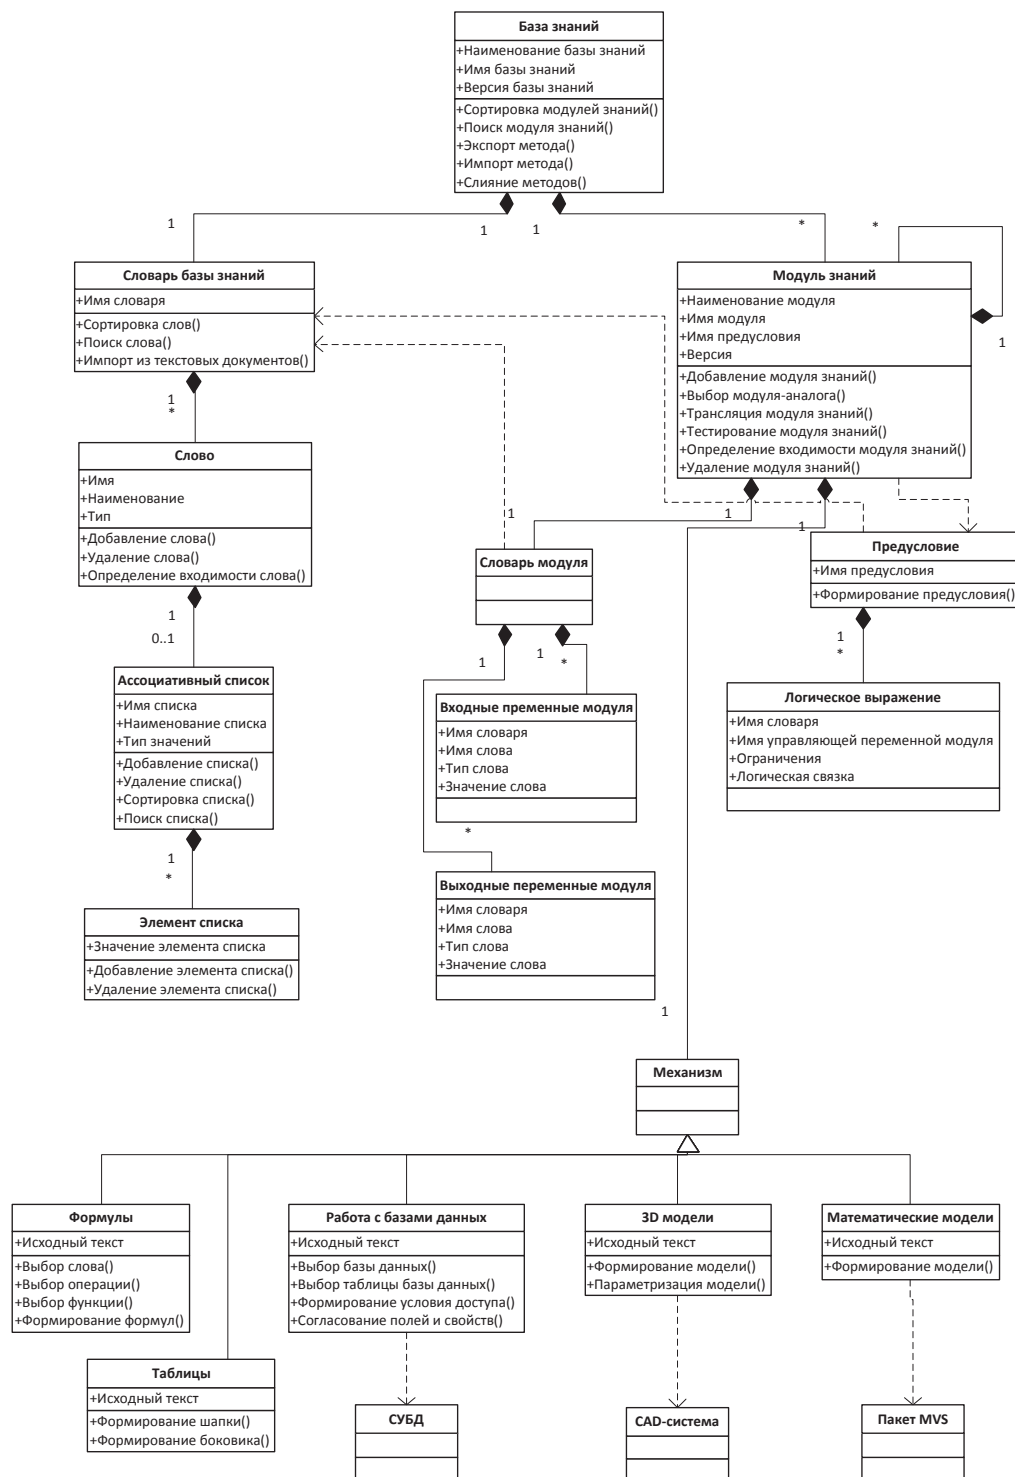 База знаний
+Наименование базы знаний
+Имя базы знаний
+Версия базы знаний
+Сортировка модулей знаний()
+Поиск модуля знаний()
+Экспорт метода()
+Импорт метода()
+Слияние методов()
1
1
1
*
*
1
Словарь базы знаний
+Имя словаря
+Сортировка слов()
+Поиск слова()
+Импорт из текстовых документов()
Модуль знаний
+Наименование модуля
+Имя модуля
+Имя предусловия
+Версия
+Добавление модуля знаний()
+Выбор модуля-аналога()
+Трансляция модуля знаний()
+Тестирование модуля знаний()
+Определение входимости модуля знаний()
+Удаление модуля знаний()
1
*
Слово
+Имя
+Наименование
+Тип
+Добавление слова()
+Удаление слова()
+Определение входимости слова()
1
1
1
Словарь модуля
Предусловие
+Имя предусловия
+Формирование предусловия()
1
0..1
1
1
*
1
*
Ассоциативный список
+Имя списка
+Наименование списка
+Тип значений
+Добавление списка()
+Удаление списка()
+Сортировка списка()
+Поиск списка()
Входные пременные модуля
+Имя словаря
+Имя слова
+Тип слова
+Значение слова
Логическое выражение
+Имя словаря
+Имя управляющей переменной модуля
+Ограничения
+Логическая связка
*
1
*
Выходные переменные модуля
+Имя словаря
+Имя слова
+Тип слова
+Значение слова
Элемент списка
+Значение элемента списка
+Добавление элемента списка()
+Удаление элемента списка()
1
Механизм
Формулы
+Исходный текст
+Выбор слова()
+Выбор операции()
+Выбор функции()
+Формирование формул()
Работа с базами данных
+Исходный текст
+Выбор базы данных()
+Выбор таблицы базы данных()
+Формирование условия доступа()
+Согласование полей и свойств()
3D модели
+Исходный текст
+Формирование модели()
+Параметризация модели()
Математические модели
+Исходный текст
+Формирование модели()
Таблицы
+Исходный текст
+Формирование шапки()
+Формирование боковика()
СУБД
CAD-система
Пакет MVS